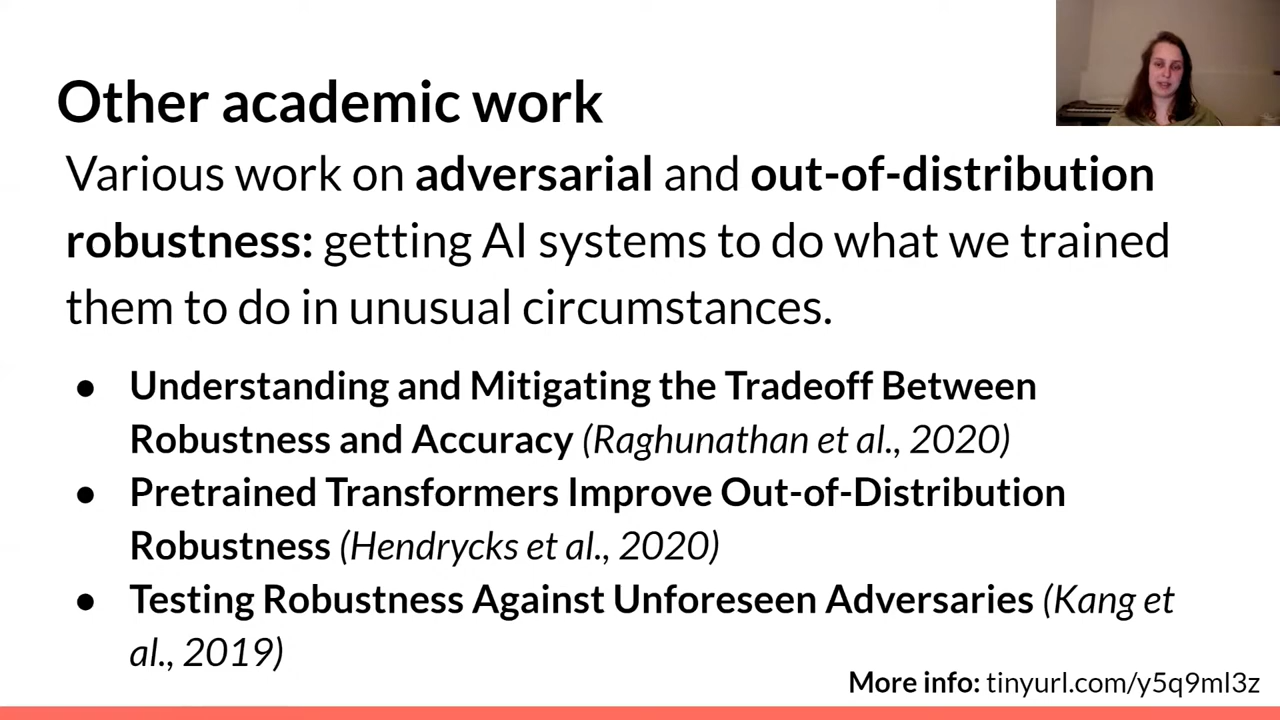 Other academic work
Various work on adversarial and out-of-distribution
robustness: getting AI systems to do what we trained
them to do in unusual circumstances.
● Understanding and Mitigating the Tradeoff Between
Robustness and Accuracy (Raghunathan et al., 2020)
● Pretrained Transformers Improve Out-of-Distribution
Robustness (Hendrycks et al., 2020)
● Testing Robustness Against Unforeseen Adversaries (Kang et
al., 2019)
More info: tinyurl.com/y5q9ml3z